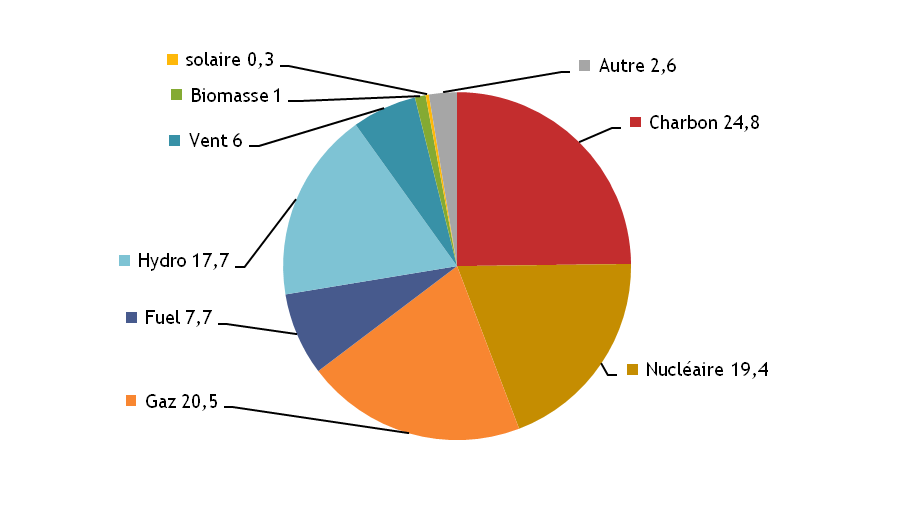 solaire 0,3
Autre 2,6
Biomasse 1
Charbon 24,8
Vent 6
Hydro 17,7
Fuel 7,7
Nucléaire 19,4
Gaz 20,5